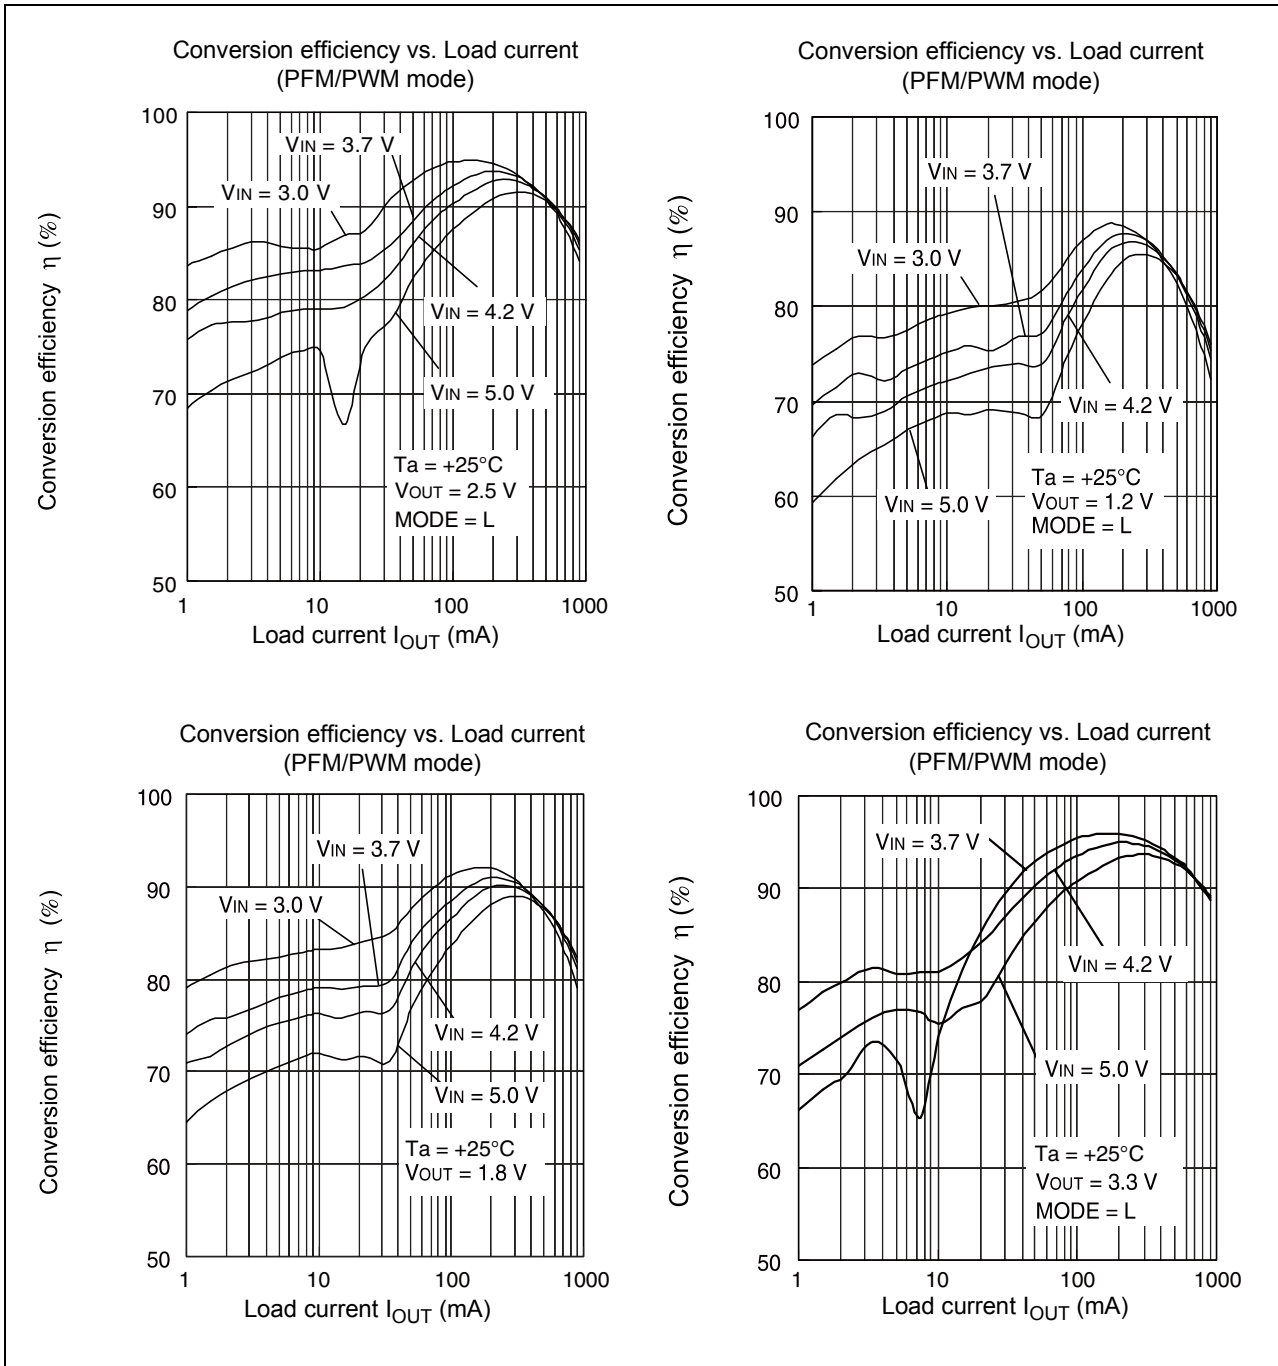 Conversion efficiency vs. Load current
(PFM/PWM mode)
100
90
80
70
60
50
Conversion efficiency η (%)
VIN = 3.7 V
VIN = 3.0 V
VIN = 4.2 V
VIN = 5.0 V
Ta = +25°C
VOUT = 2.5 V
MODE = L
1 10 100 1000
Load current IOUT (mA)
Conversion efficiency vs. Load current
(PFM/PWM mode)
100
90
80
70
60
50
Conversion efficiency η (%)
VIN = 3.7 V
VIN = 3.0 V
VIN = 4.2 V
VIN = 5.0 V
Ta = +25°C
VOUT = 1.2 V
MODE = L
1 10 100 1000
Load current IOUT (mA)
Conversion efficiency vs. Load current
(PFM/PWM mode)
100
90
80
70
60
50
Conversion efficiency η (%)
VIN = 3.7 V
VIN = 3.0 V
VIN = 4.2 V
VIN = 5.0 V
Ta = +25°C
VOUT = 1.8 V
1 10 100 1000
Load current IOUT (mA)
Conversion efficiency vs. Load current
(PFM/PWM mode)
100
90
80
70
60
50
Conversion efficiency η (%)
VIN = 3.7 V
VIN = 4.2 V
VIN = 5.0 V
Ta = +25°C
VOUT = 3.3 V
MODE = L
1 10 100 1000
Load current IOUT (mA)